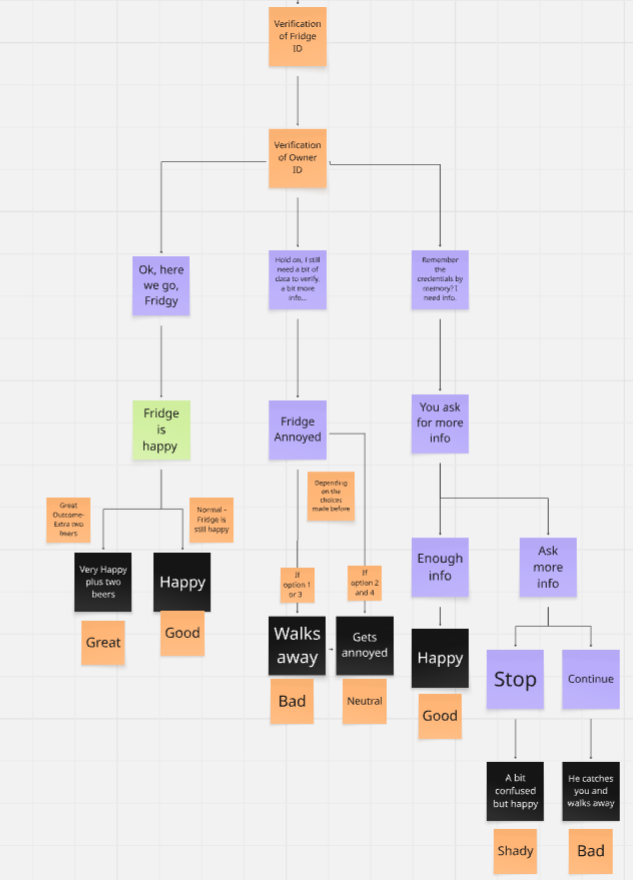 Verification
of Fridge
ID
Verification
of Owner
ID
Ok, here
we go,
Fridgy
Hold on, I still
need a bit of
data to verify,
a bit more
info...
Remember
the
credentials by
memory? I
need info.
Fridge
is
happy
Fridge
Annoyed
You ask
for more
info
Great
Outcome-
Extra two
beers
Normal -
Fridge is
still happy
Depending
on the
choices
made before
Very Happy
plus two
beers
Happy
If
option 1
or 3
If
option 2
and 4
Enough
info
Ask
more
info
Great
Good
Walks
away
Gets
annoyed
Happy
Bad
Neutral
Good
Stop
Continue
A bit
confused
but happy
He catches
you and
walks away
Shady
Bad